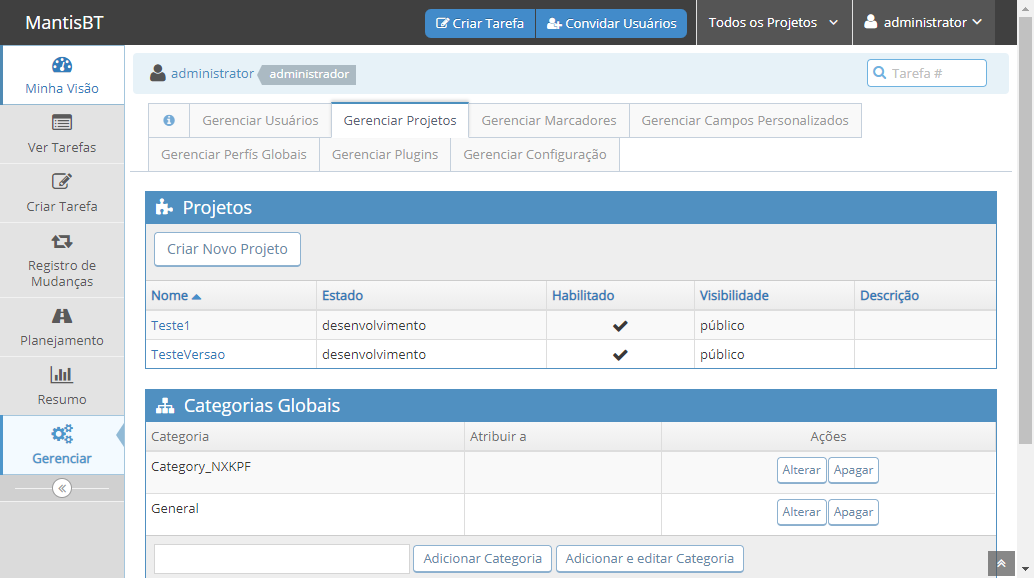 MantisBT
Criar Tarefa
Convidar Usuários
Todos os Projetos
administrator
Minha Visão
Ver Tarefas
Criar Tarefa
Registro de
Mudanças
Planejamento
Resumo
Gerenciar
administrator administrador
Tarefa #
Gerenciar Usuários Gerenciar Projetos Gerenciar Marcadores Gerenciar Campos Personalizados
Gerenciar Perfís Globais Gerenciar Plugins Gerenciar Configuração
Projetos
Criar Novo Projeto
Nome Estado Habilitado Visibilidade Descrição
Teste1 desenvolvimento público
TesteVersao desenvolvimento público
Categorias Globais
Categoria Atribuir a Ações
Category_NXKPF Alterar Apagar
General Alterar Apagar
Adicionar Categoria Adicionar e editar Categoria